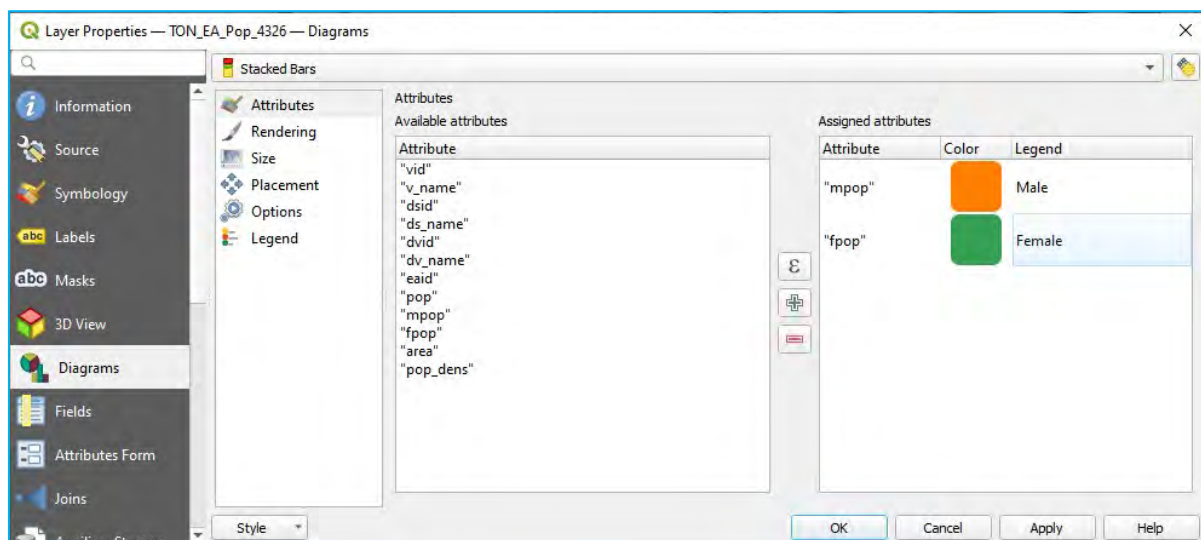 Layer Properties — TON_EA_Pop_4326 — Diagrams
Stacked Bars
Information
Source
Symbology
abc Labels
abc Masks
3D View
Diagrams
Fields
Attributes Form
Joins
Attributes
Rendering
Size
Placement
Options
Legend
Attributes
Available attributes
Attribute
"vid"
"v_name"
"dsid"
"ds_name"
"dvid"
"dv_name"
"eaid"
"pop"
"mpop"
"fpop"
"area"
"pop_dens"
ε
Assigned attributes
Attribute Color Legend
"mpop" Male
"fpop" Female
Style
OK Cancel Apply Help